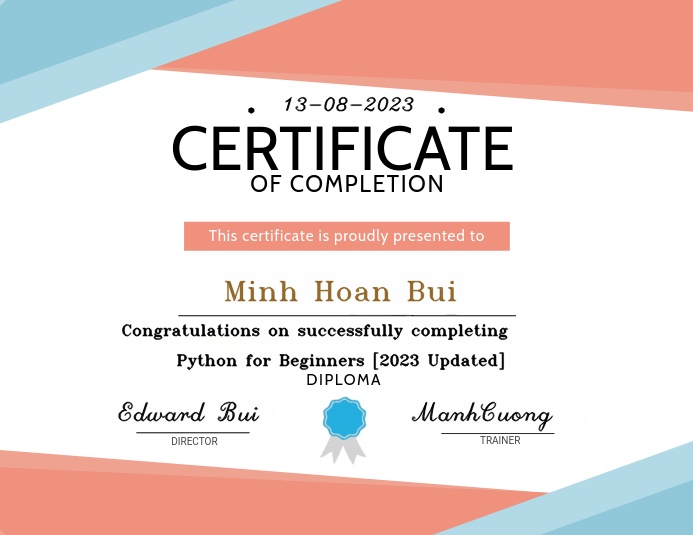 13-08-2023
CERTIFICATE
OF COMPLETION
This certificate is proudly presented to
Minh Hoan Bui
Congratulations on successfully completing
Python for Beginners [2023 Updated]
DIPLOMA
Edward Bui ManhCuong
DIRECTOR TRAINER